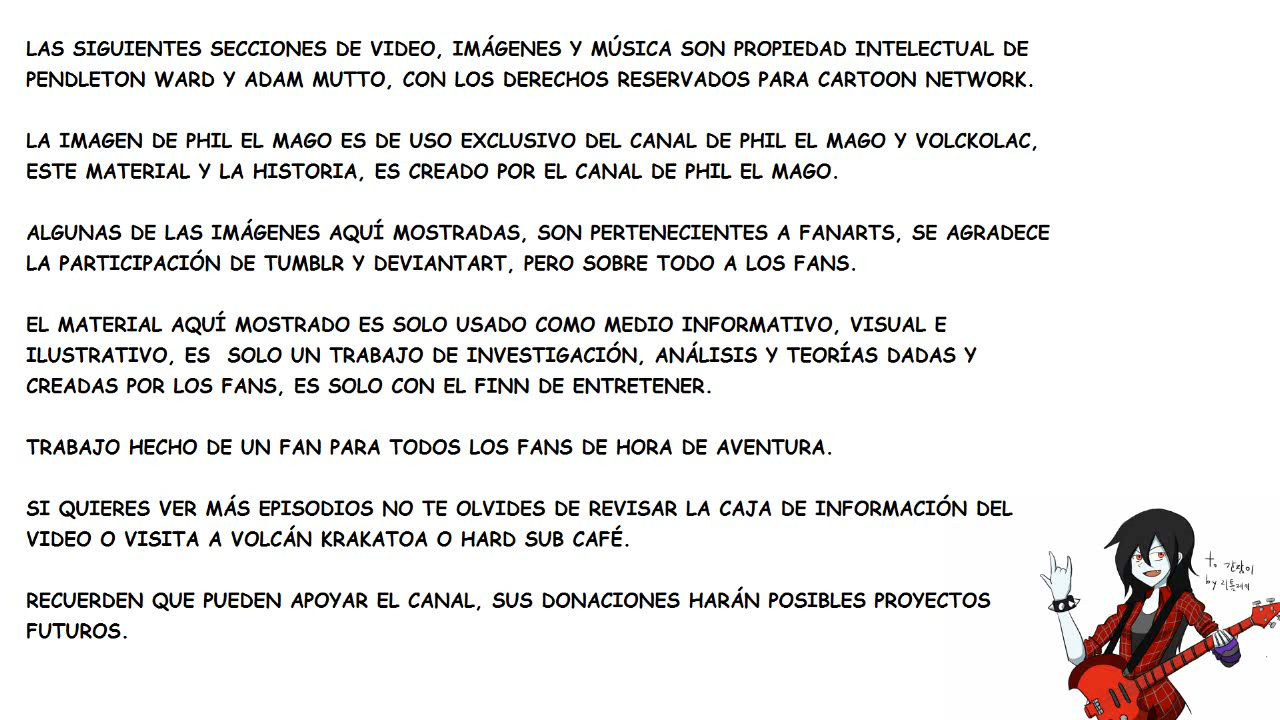 LAS SIGUIENTES SECCIONES DE VIDEO, IMÁGENES Y MÚSICA SON PROPIEDAD INTELECTUAL DE
PENDLETON WARD Y ADAM MUTTO, CON LOS DERECHOS RESERVADOS PARA CARTOON NETWORK.
LA IMAGEN DE PHIL EL MAGO ES DE USO EXCLUSIVO DEL CANAL DE PHIL EL MAGO Y VOLCKOLAC,
ESTE MATERIAL Y LA HISTORIA, ES CREADO POR EL CANAL DE PHIL EL MAGO.
ALGUNAS DE LAS IMÁGENES AQUÍ MOSTRADAS, SON PERTENECIENTES A FANARTS, SE AGRADECE
LA PARTICIPACIÓN DE TUMBLR Y DEVIANTART, PERO SOBRE TODO A LOS FANS.
EL MATERIAL AQUÍ MOSTRADO ES SOLO USADO COMO MEDIO INFORMATIVO, VISUAL E
ILUSTRATIVO, ES  SOLO UN TRABAJO DE INVESTIGACIÓN, ANÁLISIS Y TEORÍAS DADAS Y
CREADAS POR LOS FANS, ES SOLO CON EL FINN DE ENTRETENER.
TRABAJO HECHO DE UN FAN PARA TODOS LOS FANS DE HORA DE AVENTURA.
SI QUIERES VER MÁS EPISODIOS NO TE OLVIDES DE REVISAR LA CAJA DE INFORMACIÓN DEL
VIDEO O VISITA A VOLCÁN KRAKATOA O HARD SUB CAFÉ.
RECUERDEN QUE PUEDEN APOYAR EL CANAL, SUS DONACIONES HARÁN POSIBLES PROYECTOS
FUTUROS.
to.
by